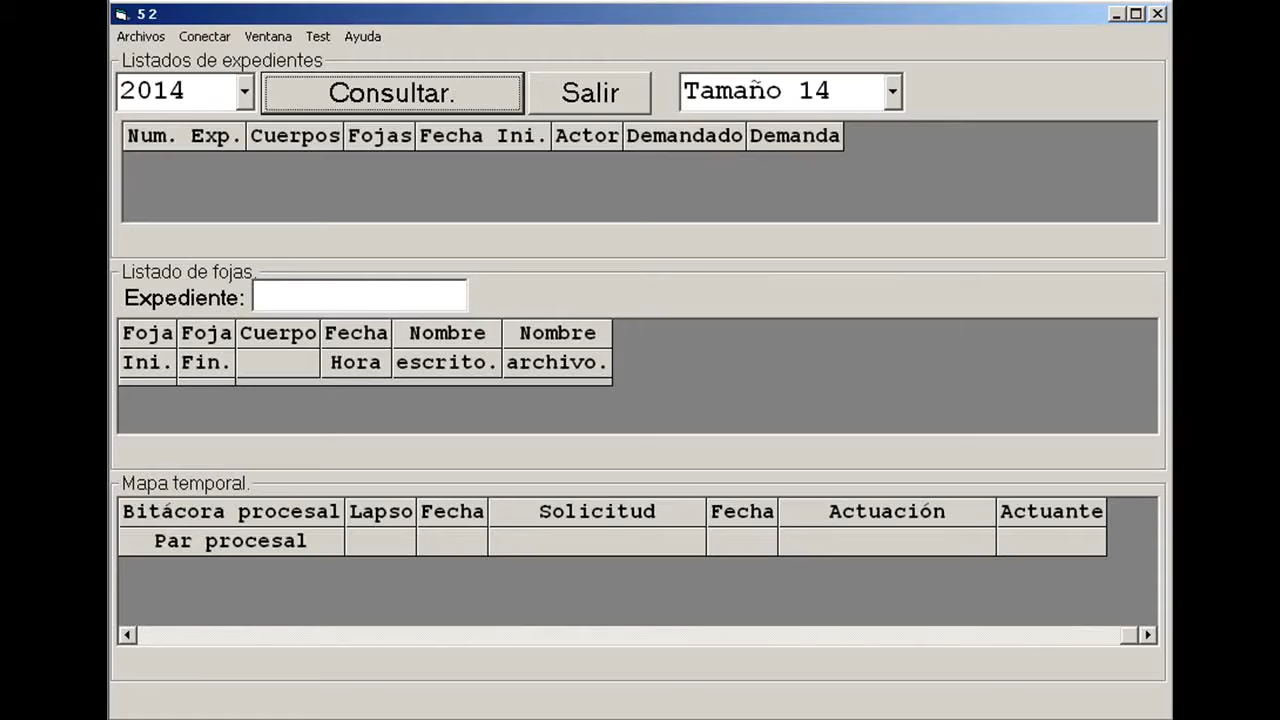 52
Archivos Conectar Ventana Test Ayuda
Listados de expedientes
2014 Consultar. Salir Tamaño 14
Num. Exp. Cuerpos Fojas Fecha Ini. Actor Demandado Demanda
Listado de fojas.
Expediente:
Foja Foja Cuerpo Fecha Nombre Nombre
Ini. Fin. Hora escrito. archivo.
Mapa temporal.
Bitácora procesal Lapso Fecha Solicitud Fecha Actuación Actuante
Par procesal